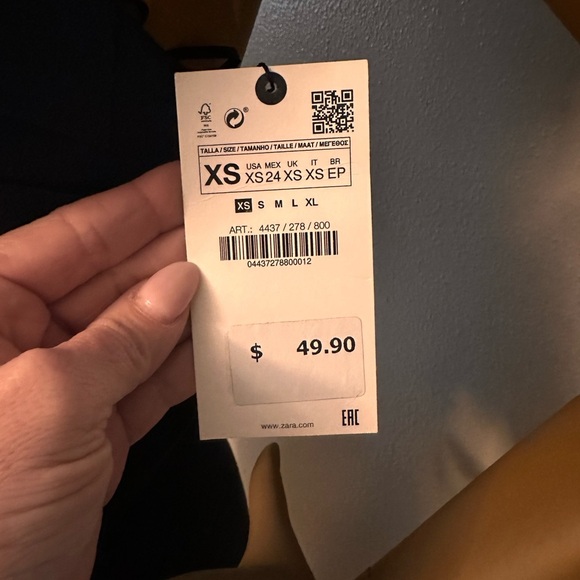 FSC
TALLA / SIZE / TAMANHO / TAILLE / MAAT / ΜΕΓΕΘΟΣ
XS USA MEX UK IT BR
XS 24 XS XS EP
XS S M L XL
ART.: 4437 / 278 / 800
04437278800012
$ 49.90
www.zara.com EAC